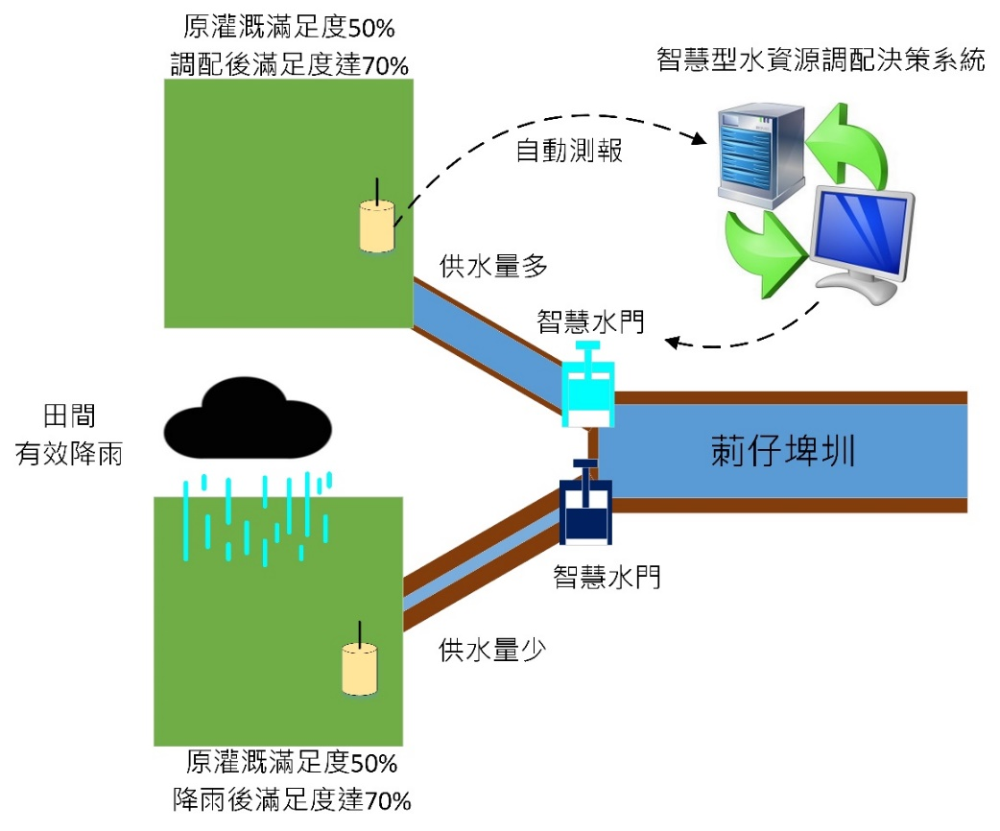 原灌溉滿足度50%
調配後滿足度達70%
智慧型水資源調配決策系統
自動測報
供水量多
智慧水門
田間
有效降雨
莿仔埤圳
智慧水門
供水量少
原灌溉滿足度50%
降雨後滿足度達70%